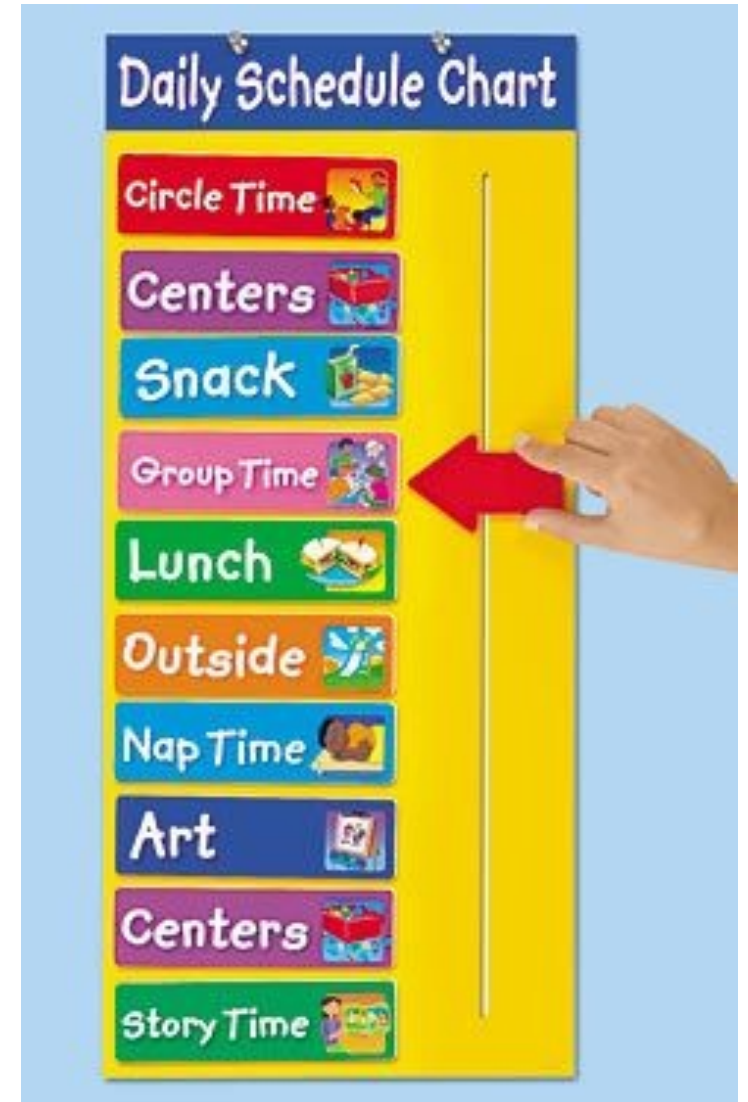 Daily Schedule Chart
Circle Time
Centers
Snack
Group Time
Lunch
Outside
Nap Time
Art
Centers
Story Time